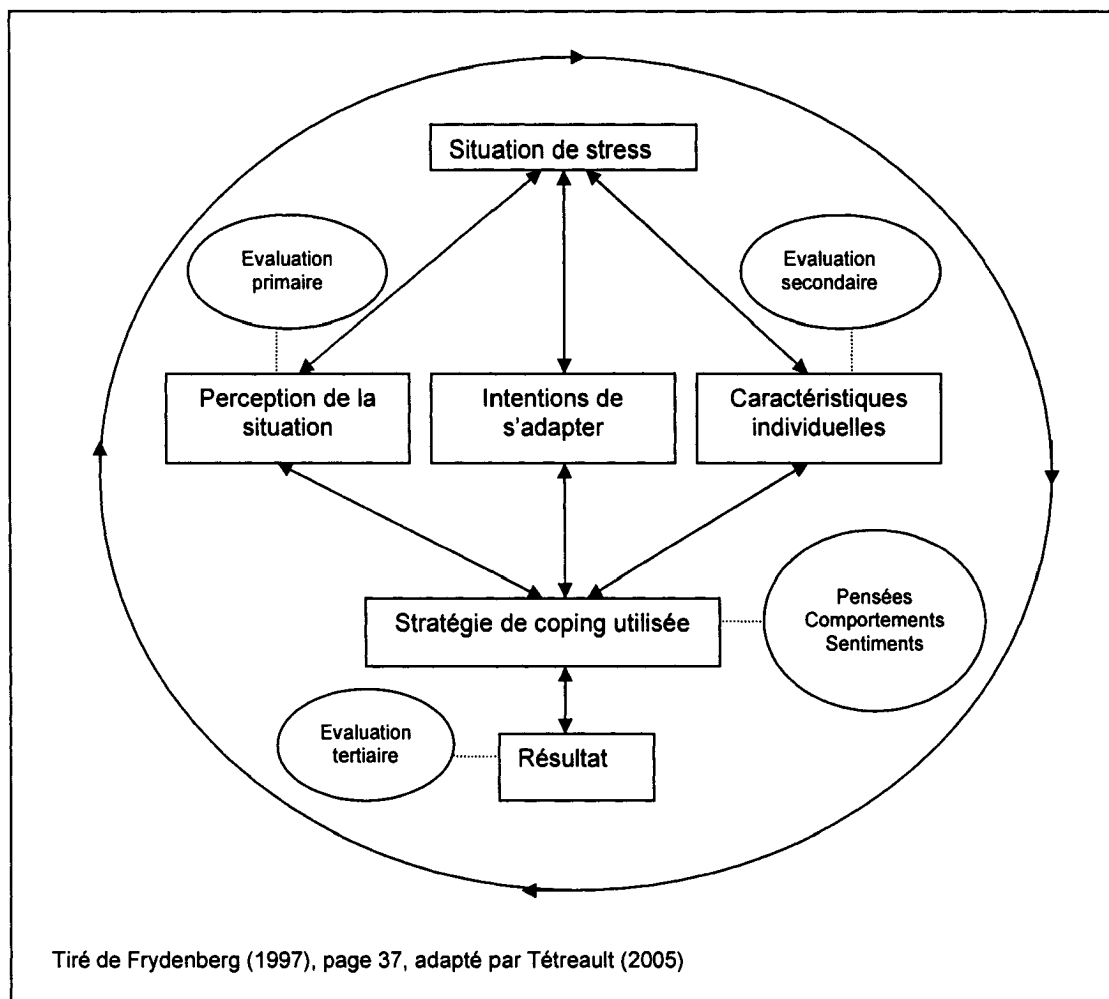 Situation de stress
Evaluation
primaire
Evaluation
secondaire
Perception de la
situation
Intentions de
s'adapter
Caractéristiques
individuelles
Stratégie de coping utilisée
Pensées
Comportements
Sentiments
Evaluation
tertiaire
Résultat
Tiré de Frydenberg (1997), page 37, adapté par Tétreault (2005)